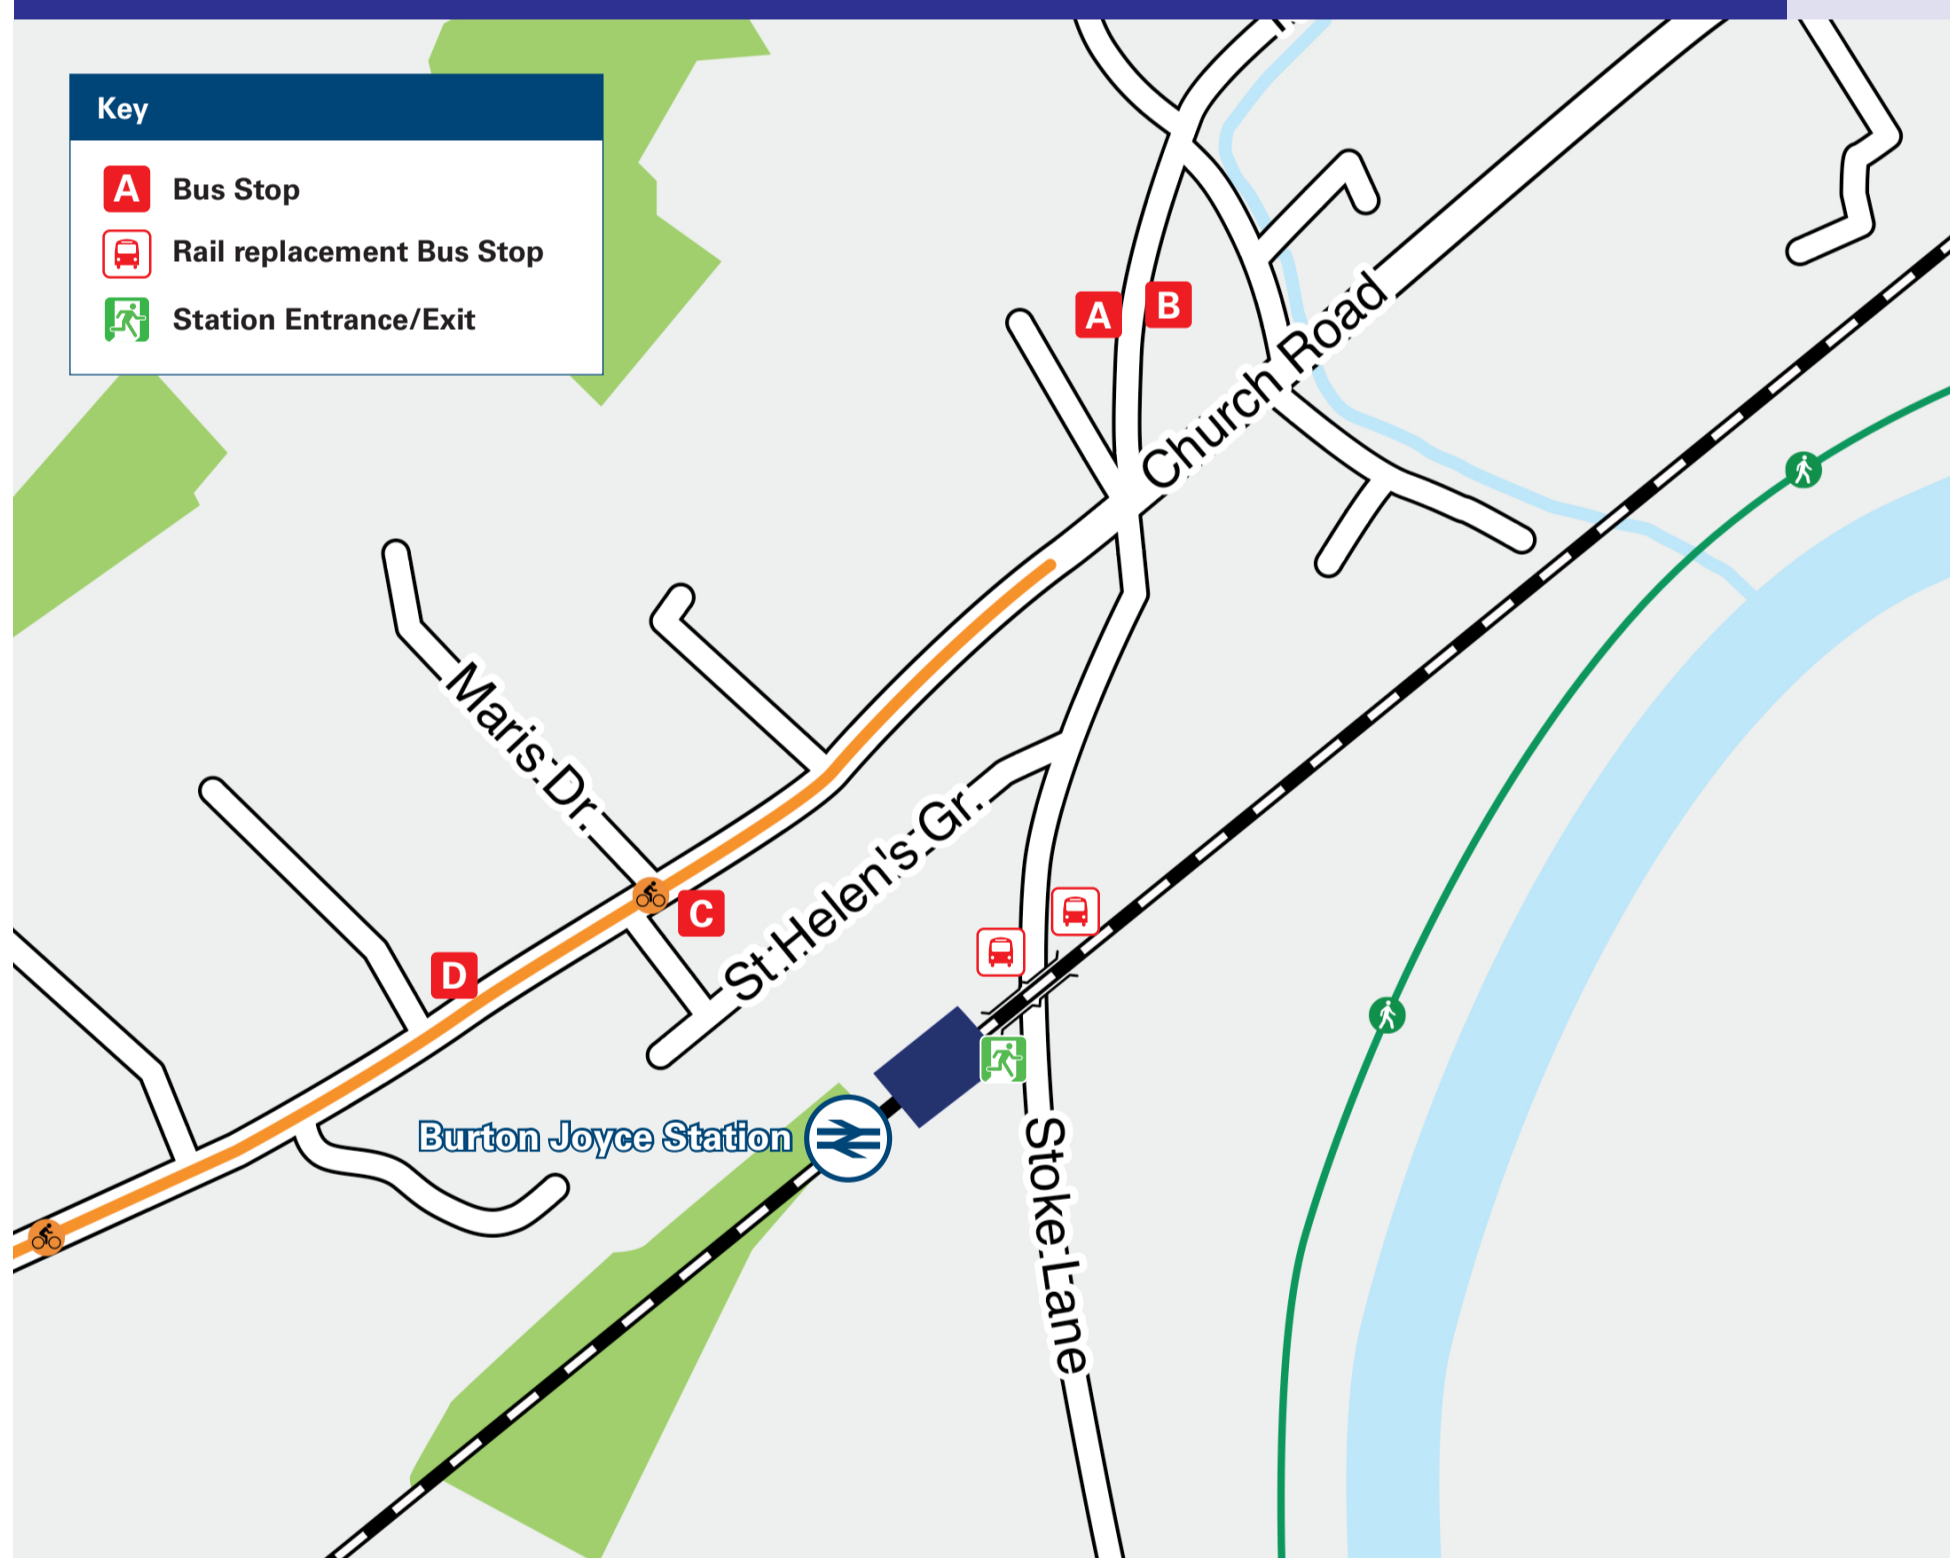 Key
A Bus Stop
Rail replacement Bus Stop
Station Entrance/Exit
A
B
Church Road
Maris Dr.
C
St Helen's Gr.
D
Burton Joyce Station
Stoke Lane